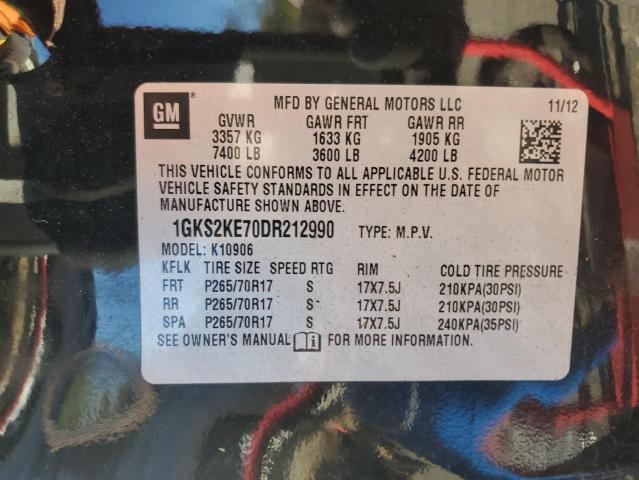 GM ®
MFD BY GENERAL MOTORS LLC 11/12
GVWR GAWR FRT GAWR RR
3357 KG 1633 KG 1905 KG
7400 LB 3600 LB 4200 LB
THIS VEHICLE CONFORMS TO ALL APPLICABLE U.S. FEDERAL MOTOR
VEHICLE SAFETY STANDARDS IN EFFECT ON THE DATE OF
MANUFACTURE SHOWN ABOVE.
1GKS2KE70DR212990 TYPE: M.P.V.
MODEL: K10906
KFLK TIRE SIZE SPEED RTG RIM COLD TIRE PRESSURE
FRT P265/70R17 S 17X7.5J 210KPA(30PSI)
RR P265/70R17 S 17X7.5J 210KPA(30PSI)
SPA P265/70R17 S 17X7.5J 240KPA(35PSI)
SEE OWNER'S MANUAL i FOR MORE INFORMATION.